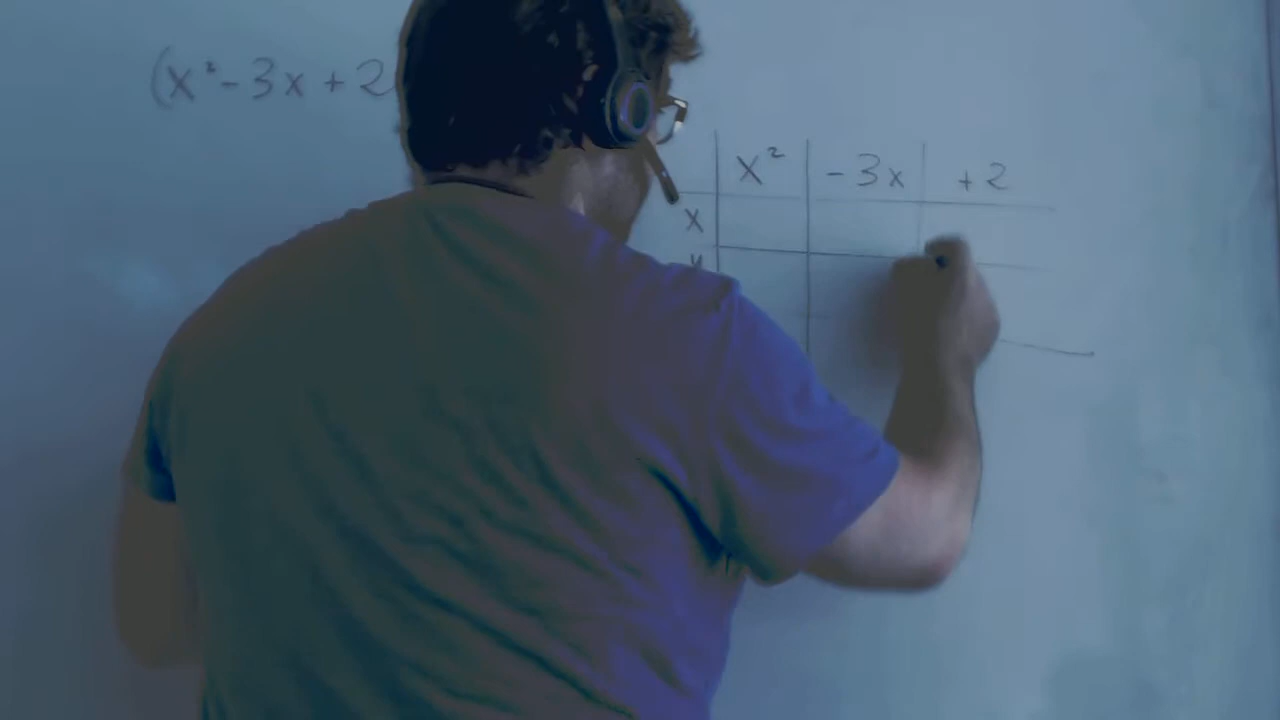 (x² - 3x + 2
x² - 3x + 2
x